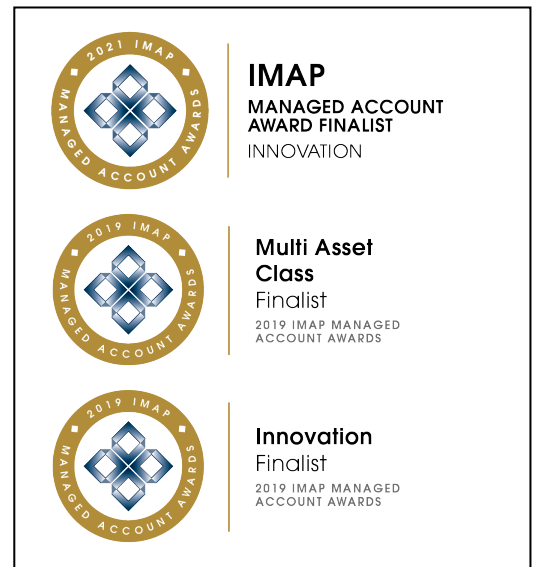 2021 IMAP
MANAGED ACCOUNT AWARDS
IMAP
MANAGED ACCOUNT
AWARD FINALIST
INNOVATION
2019 IMAP
MANAGED ACCOUNT AWARDS
Multi Asset
Class
Finalist
2019 IMAP MANAGED
ACCOUNT AWARDS
2019 IMAP
MANAGED ACCOUNT AWARDS
Innovation
Finalist
2019 IMAP MANAGED
ACCOUNT AWARDS